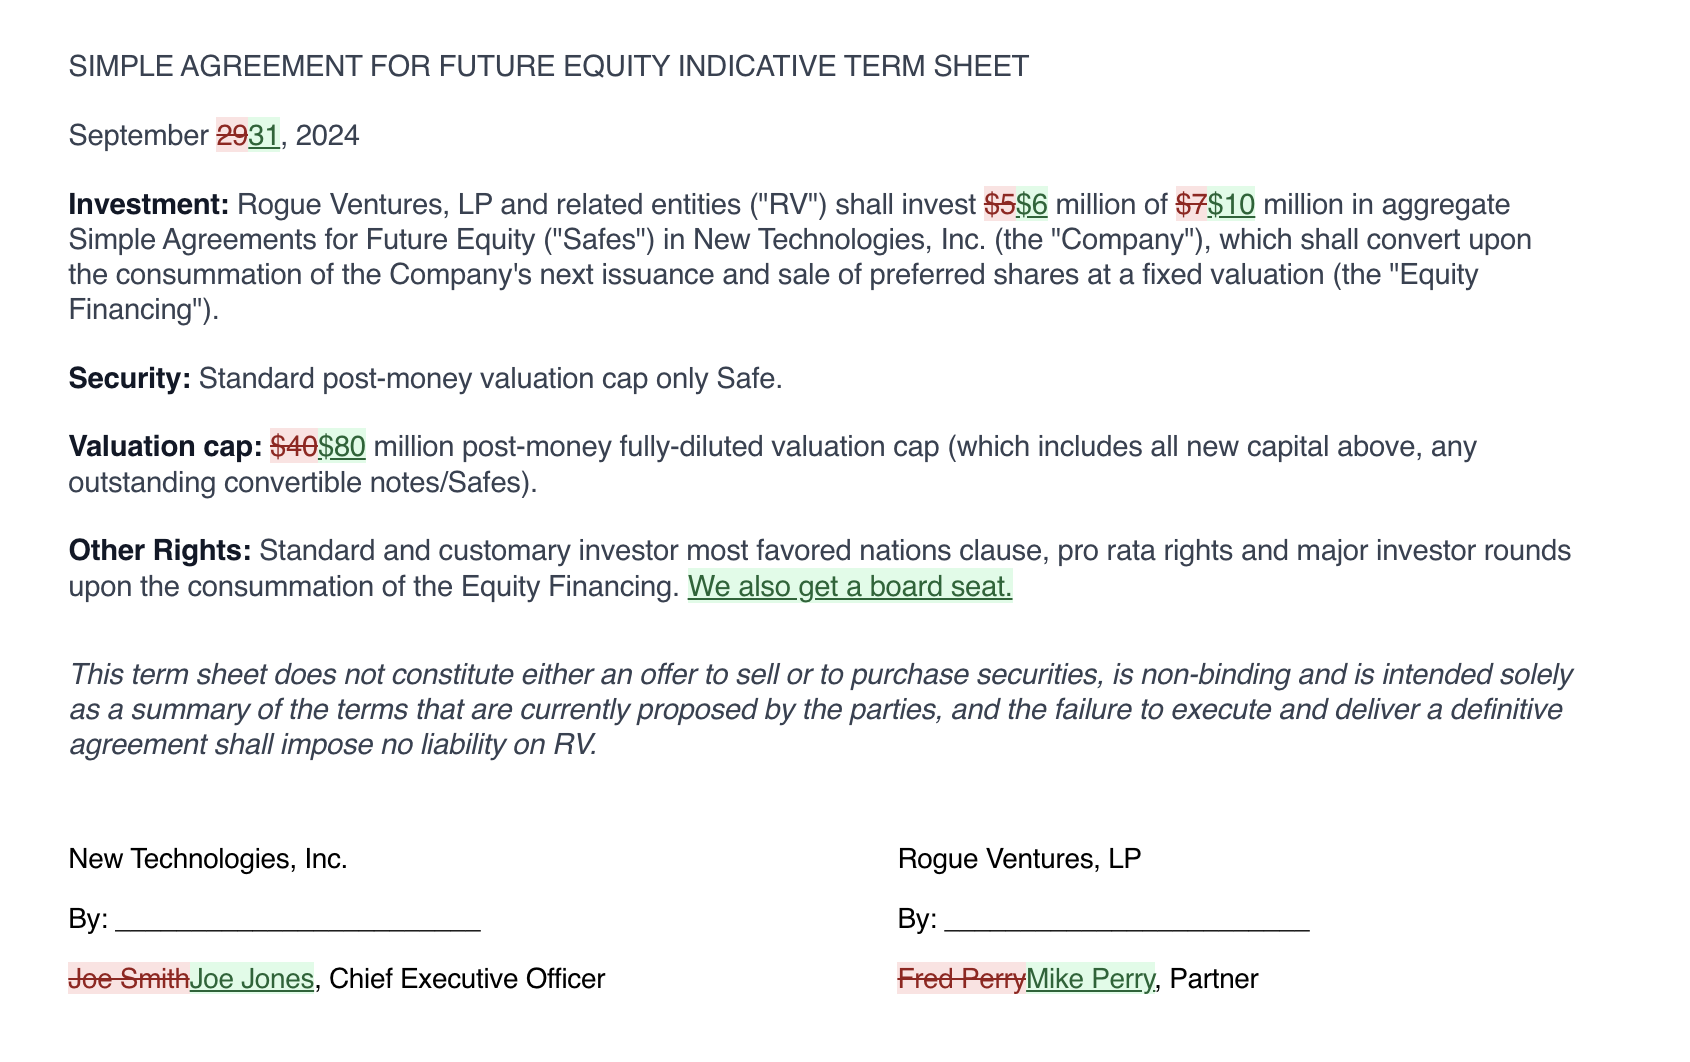 SIMPLE AGREEMENT FOR FUTURE EQUITY INDICATIVE TERM SHEET
September 2931, 2024
Investment: Rogue Ventures, LP and related entities ("RV") shall invest $5$6 million of $7$10 million in aggregate
Simple Agreements for Future Equity ("Safes") in New Technologies, Inc. (the "Company"), which shall convert upon
the consummation of the Company's next issuance and sale of preferred shares at a fixed valuation (the "Equity
Financing").
Security: Standard post-money valuation cap only Safe.
Valuation cap: $40$80 million post-money fully-diluted valuation cap (which includes all new capital above, any
outstanding convertible notes/Safes).
Other Rights: Standard and customary investor most favored nations clause, pro rata rights and major investor rounds
upon the consummation of the Equity Financing. We also get a board seat.
This term sheet does not constitute either an offer to sell or to purchase securities, is non-binding and is intended solely
as a summary of the terms that are currently proposed by the parties, and the failure to execute and deliver a definitive
agreement shall impose no liability on RV.
New Technologies, Inc.
By: ________________________
Joe SmithJoe Jones, Chief Executive Officer
Rogue Ventures, LP
By: ________________________
Fred PerryMike Perry, Partner